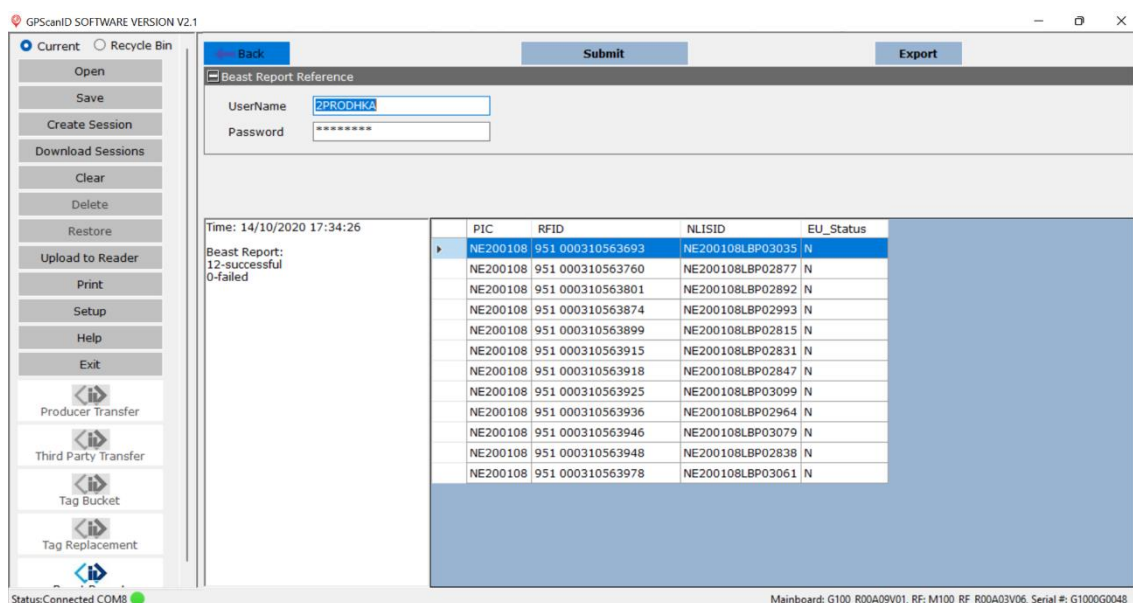 GPScanID SOFTWARE VERSION V2.1
Current Recycle Bin
Open
Save
Create Session
Download Sessions
Clear
Delete
Restore
Upload to Reader
Print
Setup
Help
Exit
Producer Transfer
Third Party Transfer
Tag Bucket
Tag Replacement
Back Submit Export
Beast Report Reference
UserName 2PRODHKA
Password ********
Time: 14/10/2020 17:34:26
Beast Report:
12-successful
0-failed
PIC RFID NLISID EU_Status
NE200108 951 000310563693 NE200108LBP03035 N
NE200108 951 000310563760 NE200108LBP02877 N
NE200108 951 000310563801 NE200108LBP02892 N
NE200108 951 000310563874 NE200108LBP02993 N
NE200108 951 000310563899 NE200108LBP02815 N
NE200108 951 000310563915 NE200108LBP02831 N
NE200108 951 000310563918 NE200108LBP02847 N
NE200108 951 000310563925 NE200108LBP03099 N
NE200108 951 000310563936 NE200108LBP02964 N
NE200108 951 000310563946 NE200108LBP03079 N
NE200108 951 000310563948 NE200108LBP02838 N
NE200108 951 000310563978 NE200108LBP03061 N
Status:Connected COM8 Mainboard: G100_R00A09V01, RF: M100_RF_R00A03V06, Serial #: G1000G0048